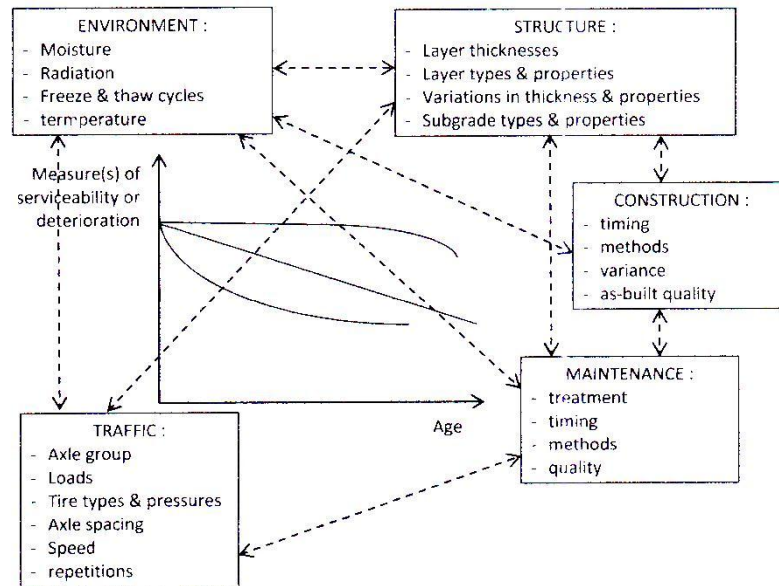 ENVIRONMENT :
- Moisture
- Radiation
- Freeze & thaw cycles
- termperature
STRUCTURE :
- Layer thicknesses
- Layer types & properties
- Variations in thickness & properties
- Subgrade types & properties
Measure(s) of
serviceability or
deterioration
CONSTRUCTION :
- timing
- methods
- variance
- as-built quality
MAINTENANCE :
- treatment
- timing
- methods
- quality
Age
TRAFFIC :
- Axle group
- Loads
- Tire types & pressures
- Axle spacing
- Speed
- repetitions